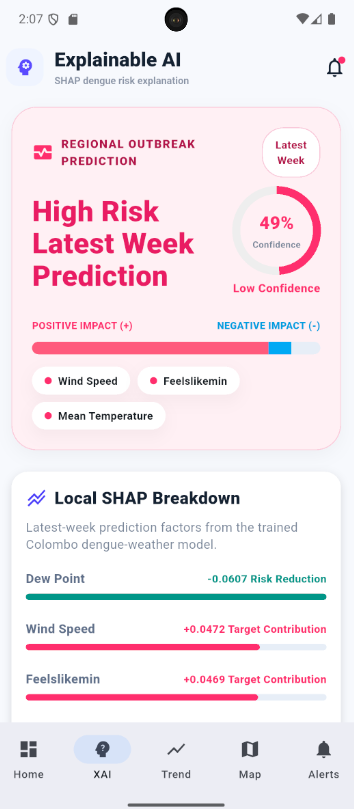 2:07
Explainable AI
SHAP dengue risk explanation
REGIONAL OUTBREAK
PREDICTION
Latest
Week
High Risk
Latest Week
Prediction
49%
Confidence
Low Confidence
POSITIVE IMPACT (+)
NEGATIVE IMPACT (-)
Wind Speed
Feelslikemin
Mean Temperature
Local SHAP Breakdown
Latest-week prediction factors from the trained
Colombo dengue-weather model.
Dew Point
-0.0607 Risk Reduction
Wind Speed
+0.0472 Target Contribution
Feelslikemin
+0.0469 Target Contribution
Home
XAI
Trend
Map
Alerts